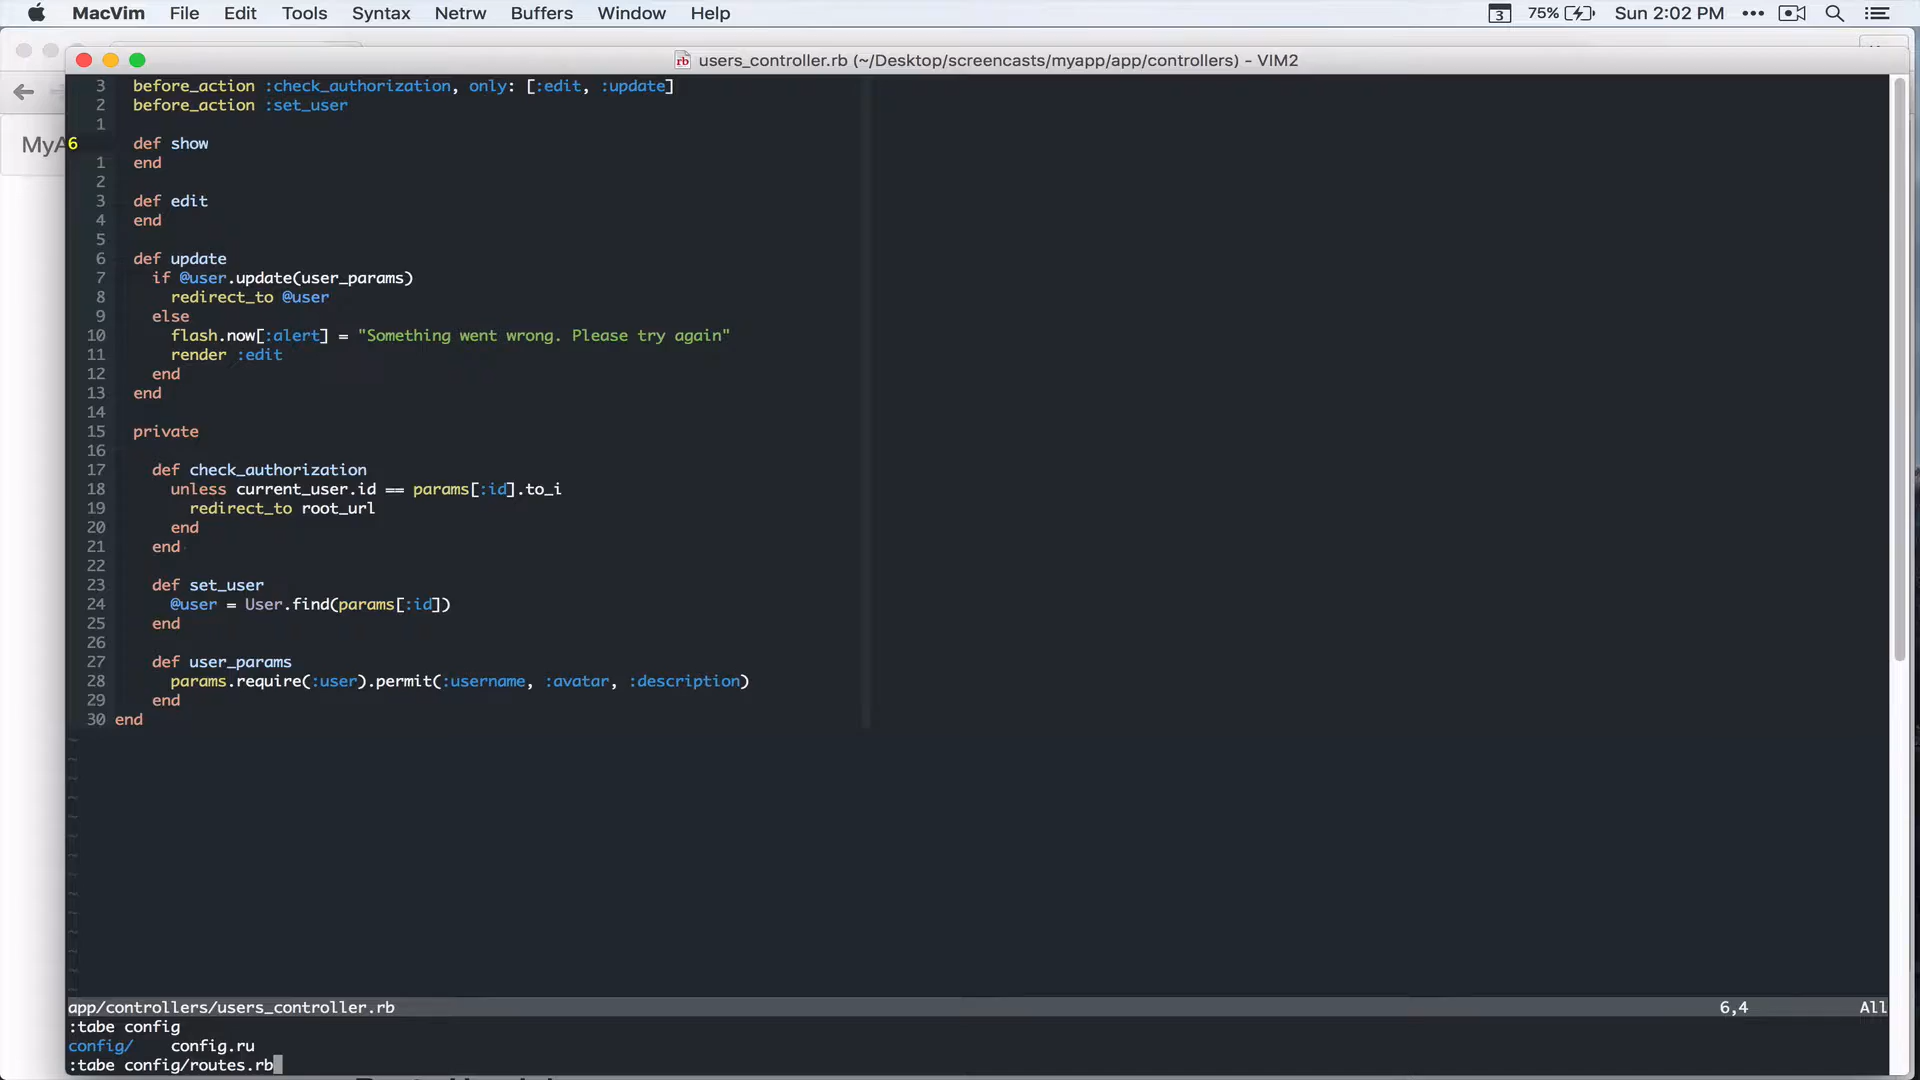 MacVim File Edit Tools Syntax Netrw Buffers Window Help 3 75% Sun 2:02 PM
users_controller.rb (~/Desktop/screencasts/myapp/app/controllers) - VIM2
MyA
3 before_action :check_authorization, only: [:edit, :update]
2 before_action :set_user
1
6 def show
1 end
2
3 def edit
4 end
5
6 def update
7 if @user.update(user_params)
8 redirect_to @user
9 else
10 flash.now[:alert] = "Something went wrong. Please try again"
11 render :edit
12 end
13 end
14
15 private
16
17 def check_authorization
18 unless current_user.id == params[:id].to_i
19 redirect_to root_url
20 end
21 end
22
23 def set_user
24 @user = User.find(params[:id])
25 end
26
27 def user_params
28 params.require(:user).permit(:username, :avatar, :description)
29 end
30 end
~
~
~
~
~
~
~
~
~
~
~
~
~
~
app/controllers/users_controller.rb 6,4 All
:tabe config
config/ config.ru
:tabe config/routes.rb